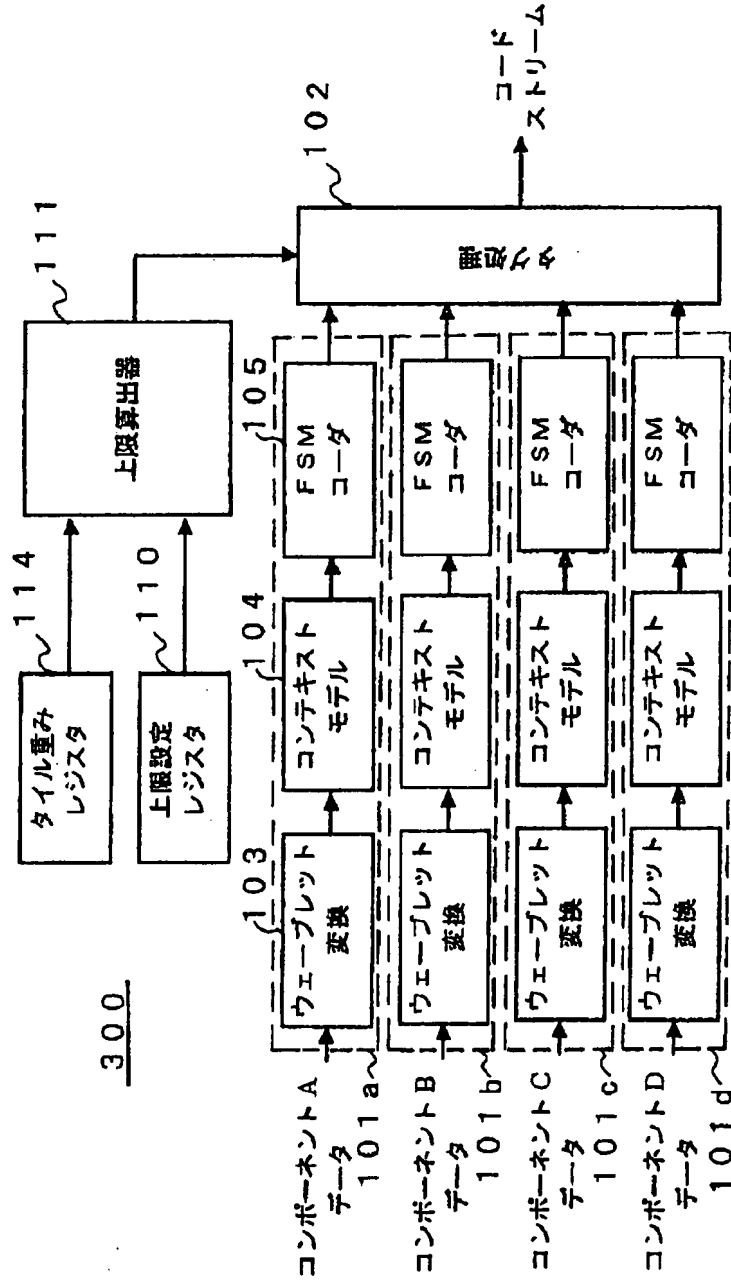 300
タイル重み
レジスタ
114
上限設定
レジスタ
110
上限算出器
111
コンポーネントA
データ
101a
103
ウェーブレット
変換
104
コンテキスト
モデル
105
FSM
コーダ
コンポーネントB
データ
101b
ウェーブレット
変換
コンテキスト
モデル
FSM
コーダ
コンポーネントC
データ
101c
ウェーブレット
変換
コンテキスト
モデル
FSM
コーダ
コンポーネントD
データ
101d
ウェーブレット
変換
コンテキスト
モデル
FSM
コーダ
タグ処理
102
コード
ストリーム